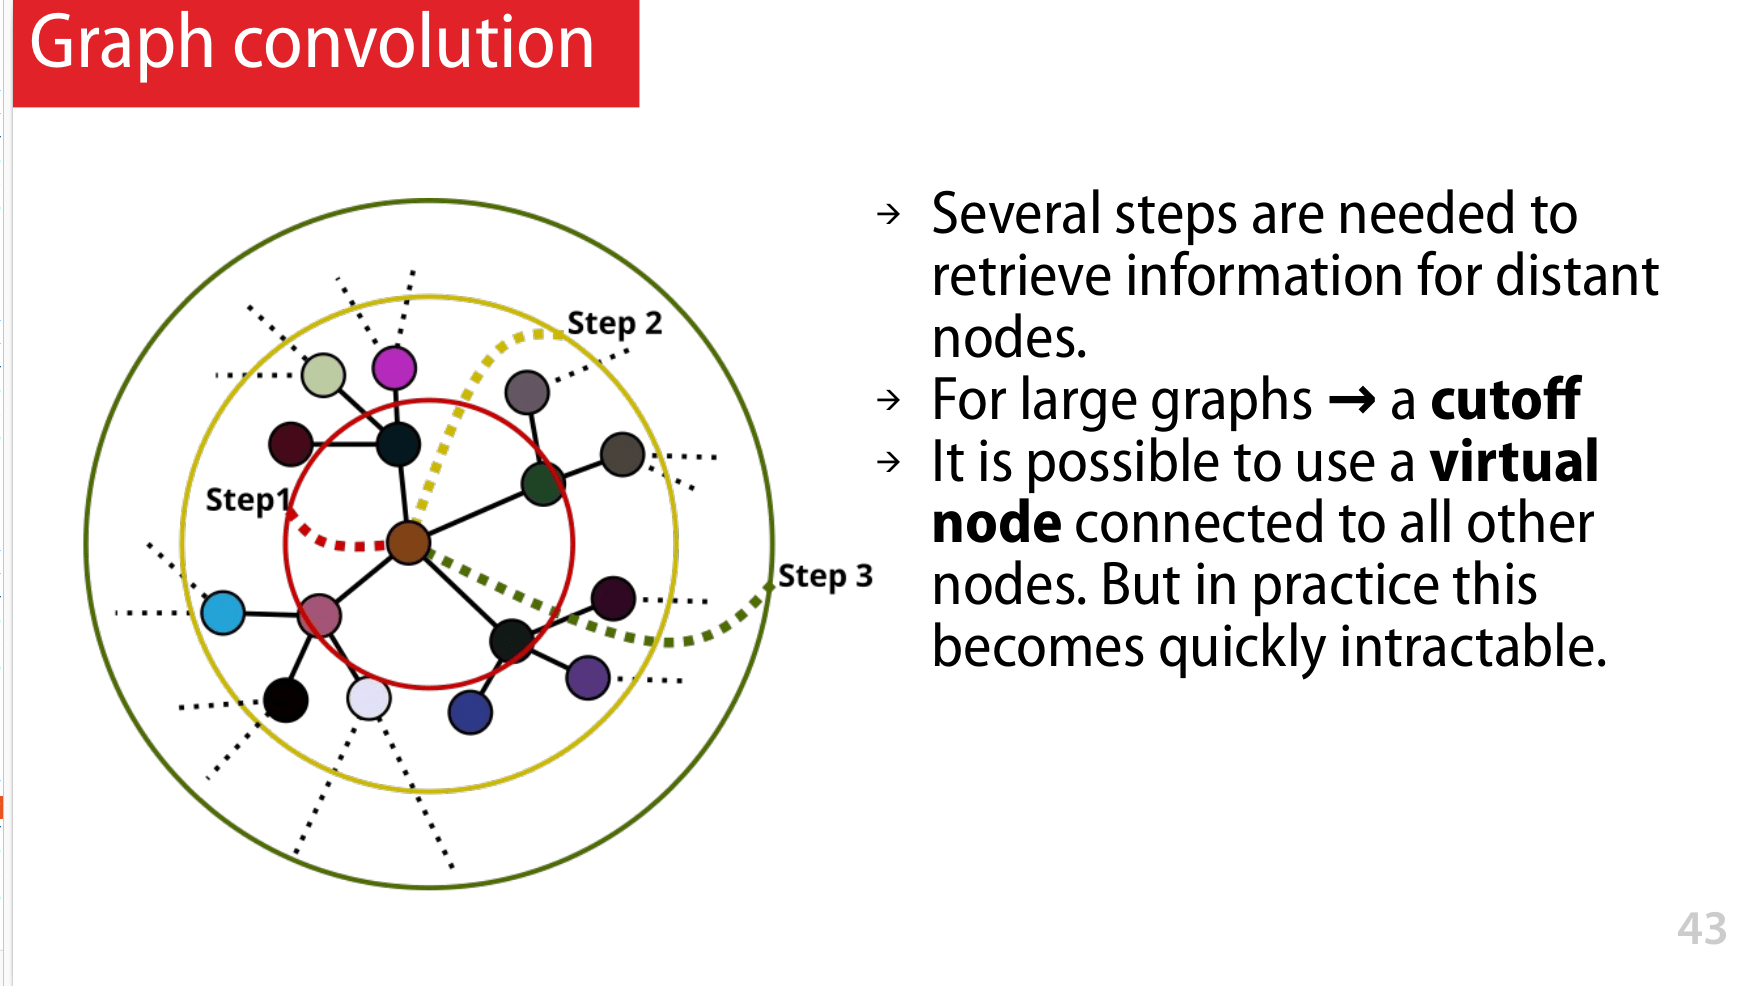 Graph convolution
Step 2
Step1
Step 3
→ Several steps are needed to
retrieve information for distant
nodes.
→ For large graphs → a cutoff
→ It is possible to use a virtual
node connected to all other
nodes. But in practice this
becomes quickly intractable.
43